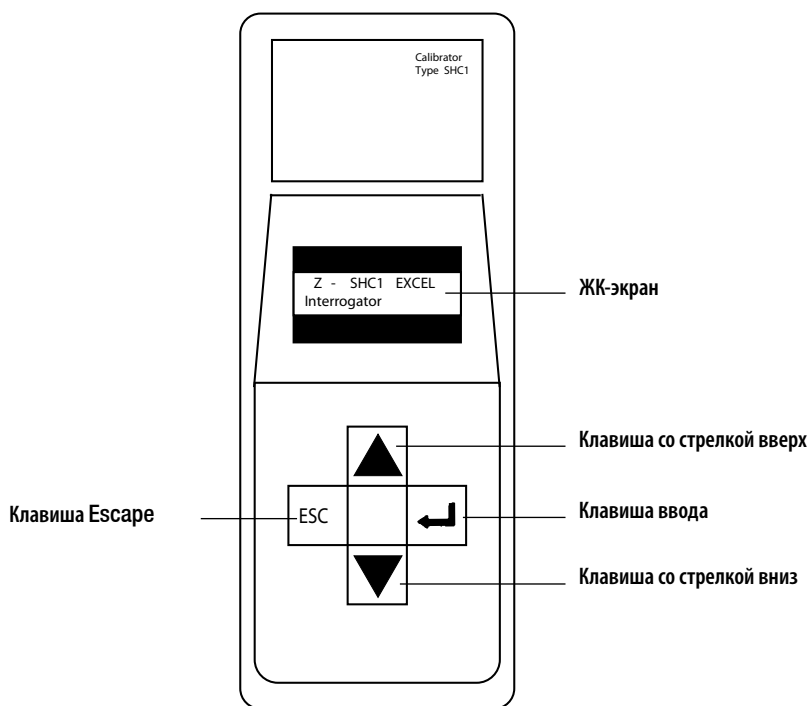 Calibrator
Type SHC1
Z - SHC1 EXCEL
Interrogator
ЖК-экран
Клавиша со стрелкой вверх
Клавиша Escape
ESC
Клавиша ввода
Клавиша со стрелкой вниз